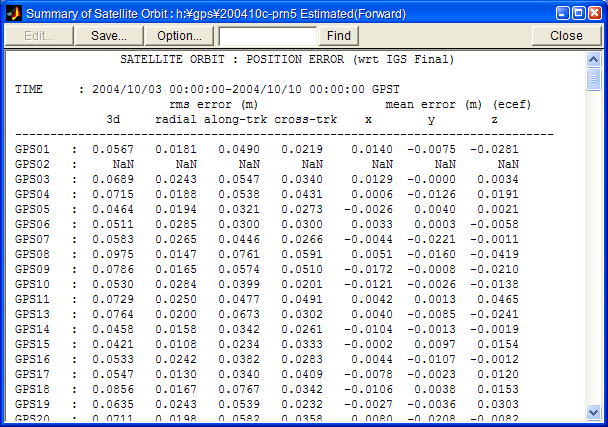 Summary of Satellite Orbit : h:¥gps¥200410c-prn5 Estimated(Forward)
Edit... Save... Option... Find Close
SATELLITE ORBIT : POSITION ERROR (wrt IGS Final)
TIME : 2004/10/03 00:00:00-2004/10/10 00:00:00 GPST
rms error (m) mean error (m) (ecef)
3d radial along-trk cross-trk x y z
--------------------------------------------------------------------------------
GPS01 : 0.0567 0.0181 0.0490 0.0219 0.0140 -0.0075 -0.0281
GPS02 : NaN NaN NaN NaN NaN NaN NaN
GPS03 : 0.0689 0.0243 0.0547 0.0340 0.0129 -0.0000 0.0034
GPS04 : 0.0715 0.0188 0.0538 0.0431 0.0006 -0.0126 0.0191
GPS05 : 0.0464 0.0194 0.0321 0.0273 -0.0026 0.0040 0.0021
GPS06 : 0.0511 0.0285 0.0300 0.0300 0.0033 0.0003 -0.0058
GPS07 : 0.0583 0.0265 0.0446 0.0266 -0.0044 -0.0221 -0.0011
GPS08 : 0.0975 0.0147 0.0761 0.0591 0.0051 -0.0160 -0.0419
GPS09 : 0.0786 0.0165 0.0574 0.0510 -0.0172 -0.0008 -0.0210
GPS10 : 0.0530 0.0284 0.0399 0.0201 -0.0121 -0.0026 -0.0138
GPS11 : 0.0729 0.0250 0.0477 0.0491 0.0042 0.0013 0.0465
GPS13 : 0.0764 0.0200 0.0673 0.0302 0.0040 -0.0085 -0.0241
GPS14 : 0.0458 0.0158 0.0342 0.0261 -0.0104 -0.0013 -0.0019
GPS15 : 0.0421 0.0108 0.0234 0.0333 -0.0002 0.0097 0.0154
GPS16 : 0.0533 0.0242 0.0382 0.0283 0.0044 -0.0107 -0.0012
GPS17 : 0.0547 0.0130 0.0340 0.0409 -0.0078 -0.0023 0.0120
GPS18 : 0.0856 0.0167 0.0767 0.0342 -0.0106 0.0038 0.0153
GPS19 : 0.0635 0.0243 0.0539 0.0232 -0.0027 -0.0036 0.0303
GPS20 : 0.0711 0.0198 0.0582 0.0358 0.0080 -0.0208 -0.0082